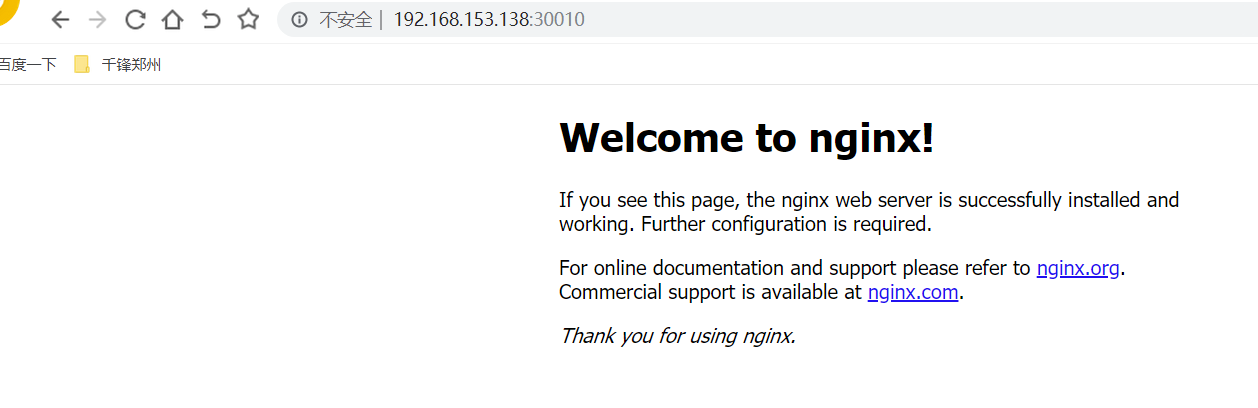 不安全 | 192.168.153.138:30010
百度一下 千锋郑州
Welcome to nginx!
If you see this page, the nginx web server is successfully installed and
working. Further configuration is required.
For online documentation and support please refer to nginx.org.
Commercial support is available at nginx.com.
Thank you for using nginx.